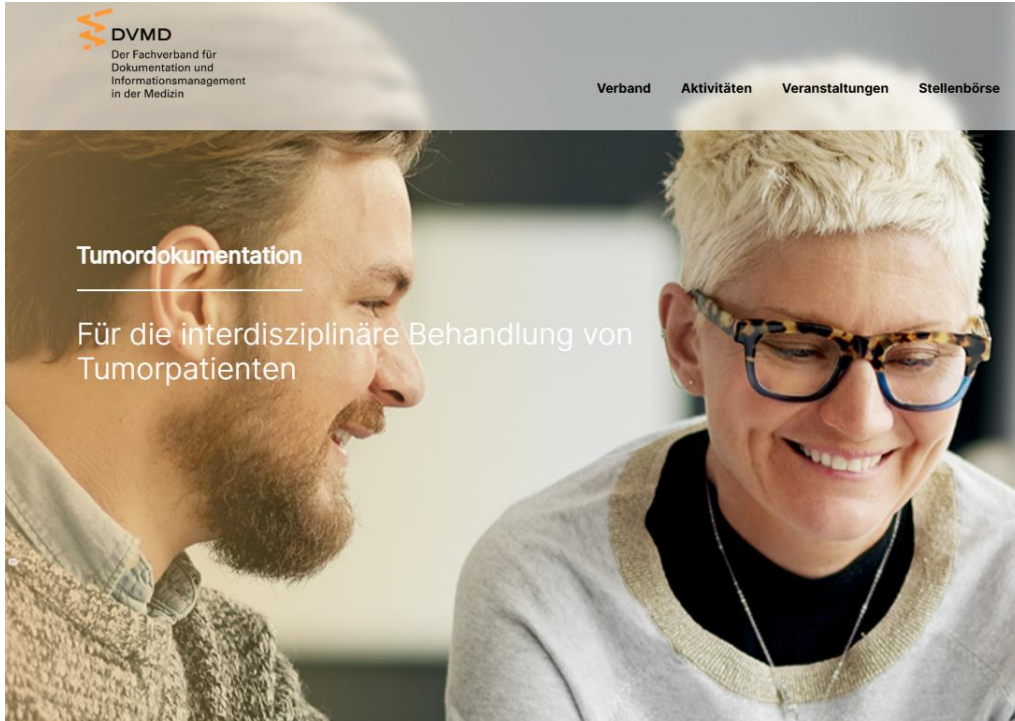 DVMD
Der Fachverband für
Dokumentation und
Informationsmanagement
in der Medizin
Verband Aktivitäten Veranstaltungen Stellenbörse
Tumordokumentation
Für die interdisziplinäre Behandlung von
Tumorpatienten